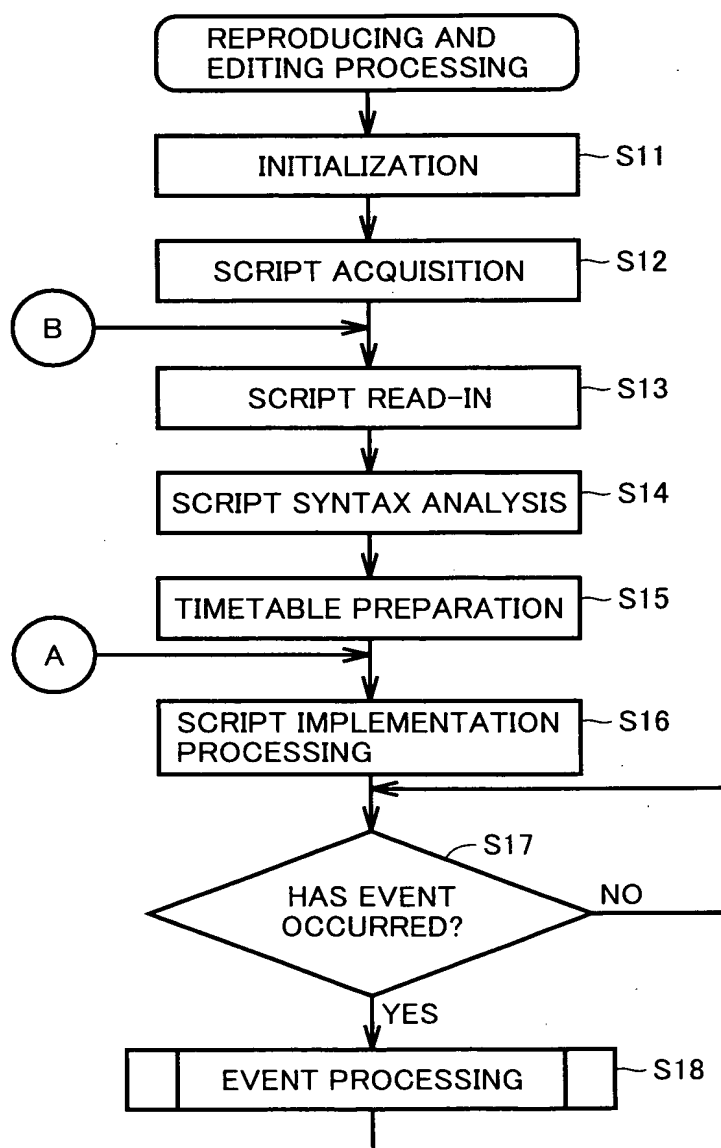 REPRODUCING AND
EDITING PROCESSING
INITIALIZATION
S11
SCRIPT ACQUISITION
S12
B
SCRIPT READ-IN
S13
SCRIPT SYNTAX ANALYSIS
S14
TIMETABLE PREPARATION
S15
A
SCRIPT IMPLEMENTATION
PROCESSING
S16
S17
HAS EVENT
OCCURRED?
NO
YES
EVENT PROCESSING
S18